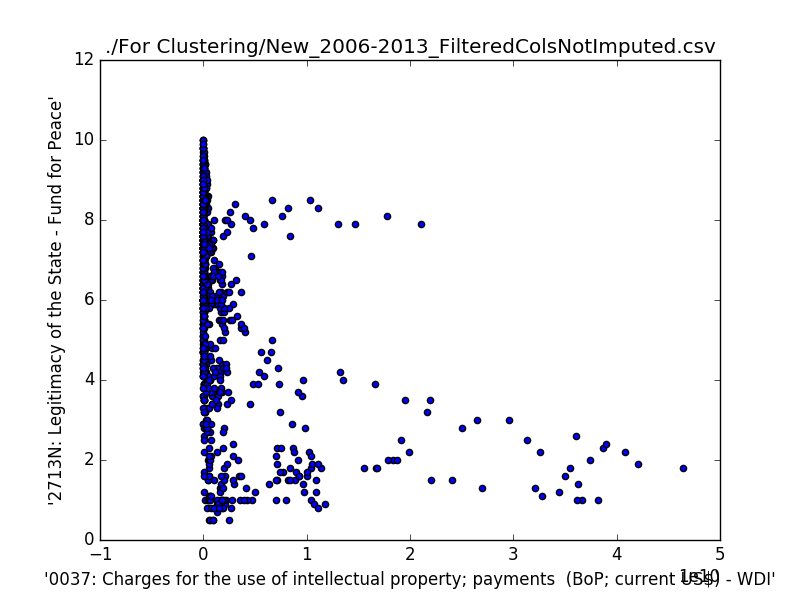 ./For Clustering/New_2006-2013_FilteredColsNotImputed.csv
12
10
8
6
4
2
0
'2713N: Legitimacy of the State - Fund for Peace'
−1 0 1 2 3 4 5
1e10
'0037: Charges for the use of intellectual property; payments  (BoP; current US$) - WDI'